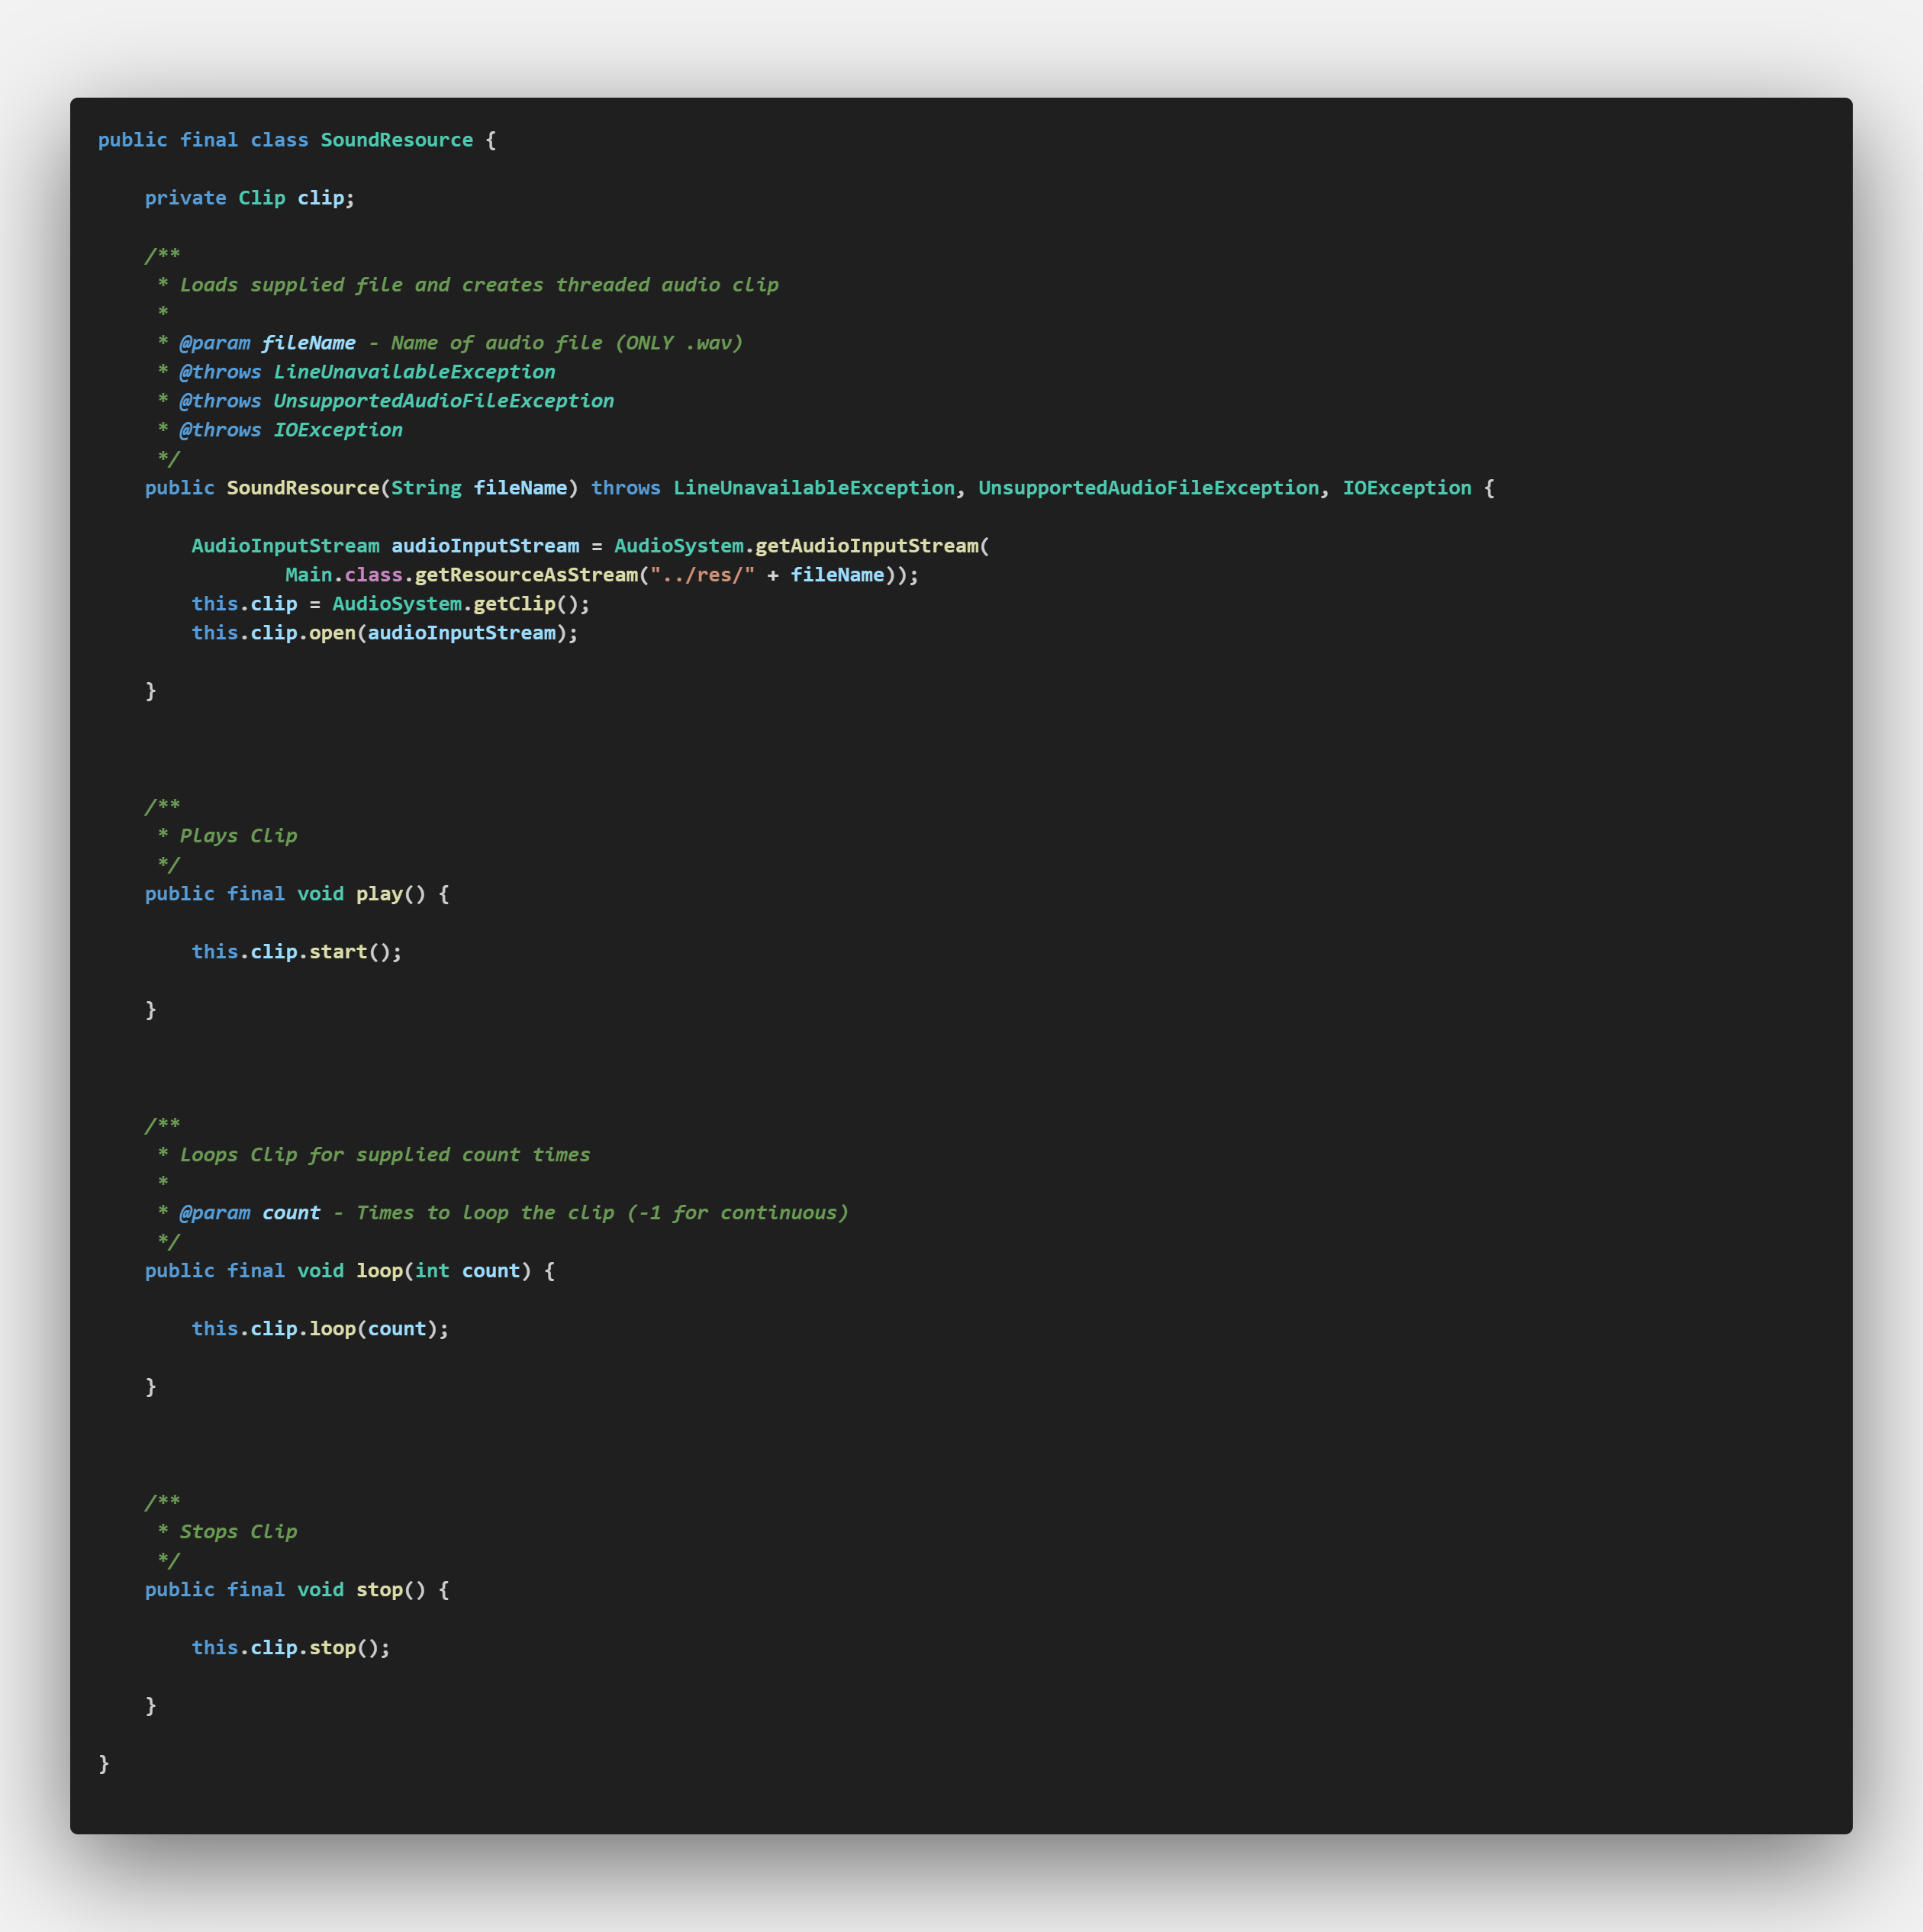 public final class SoundResource {
    private Clip clip;
    /**
     * Loads supplied file and creates threaded audio clip
     *
     * @param fileName - Name of audio file (ONLY .wav)
     * @throws LineUnavailableException
     * @throws UnsupportedAudioFileException
     * @throws IOException
     */
    public SoundResource(String fileName) throws LineUnavailableException, UnsupportedAudioFileException, IOException {
        AudioInputStream audioInputStream = AudioSystem.getAudioInputStream(
                Main.class.getResourceAsStream("../res/" + fileName));
        this.clip = AudioSystem.getClip();
        this.clip.open(audioInputStream);
    }
    /**
     * Plays Clip
     */
    public final void play() {
        this.clip.start();
    }
    /**
     * Loops Clip for supplied count times
     *
     * @param count - Times to loop the clip (-1 for continuous)
     */
    public final void loop(int count) {
        this.clip.loop(count);
    }
    /**
     * Stops Clip
     */
    public final void stop() {
        this.clip.stop();
    }
}